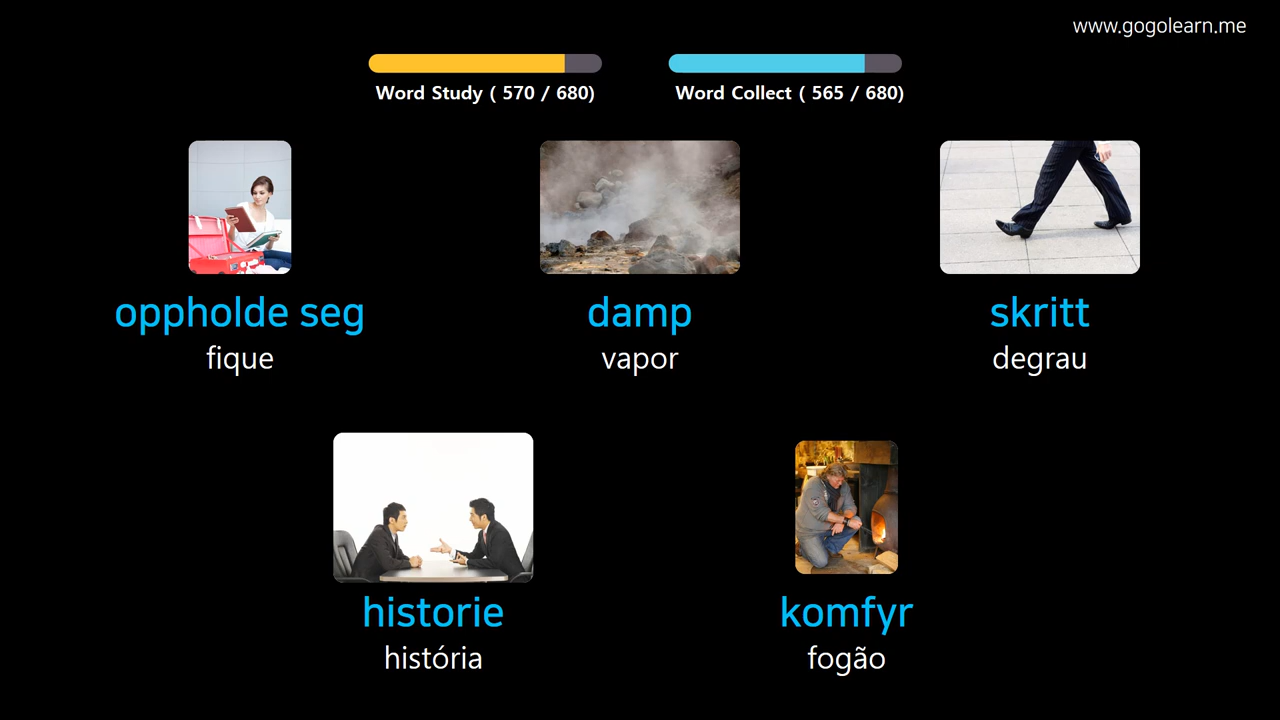 www.gogolearn.me
Word Study ( 570 / 680)
Word Collect ( 565 / 680)
oppholde seg
fique
damp
vapor
skritt
degrau
historie
história
komfyr
fogão